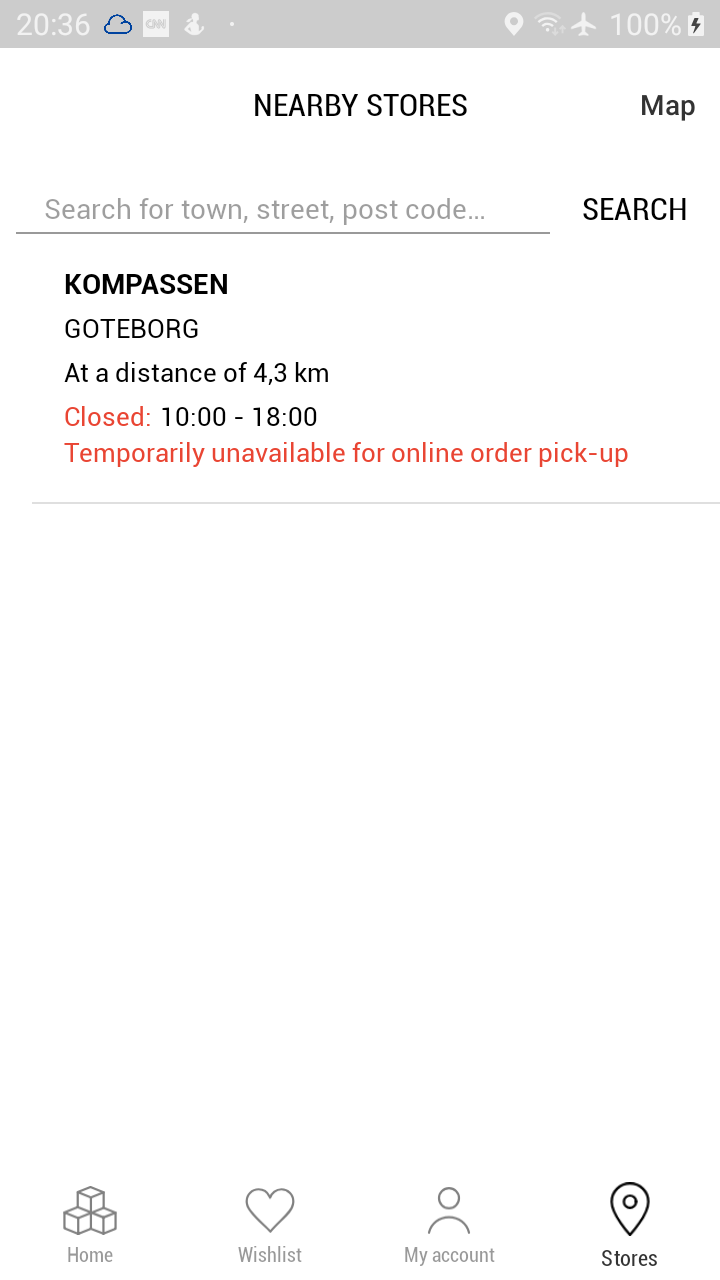 20:36 CNN 100%
NEARBY STORES Map
Search for town, street, post code... SEARCH
KOMPASSEN
GOTEBORG
At a distance of 4,3 km
Closed: 10:00 - 18:00
Temporarily unavailable for online order pick-up
Home Wishlist My account Stores